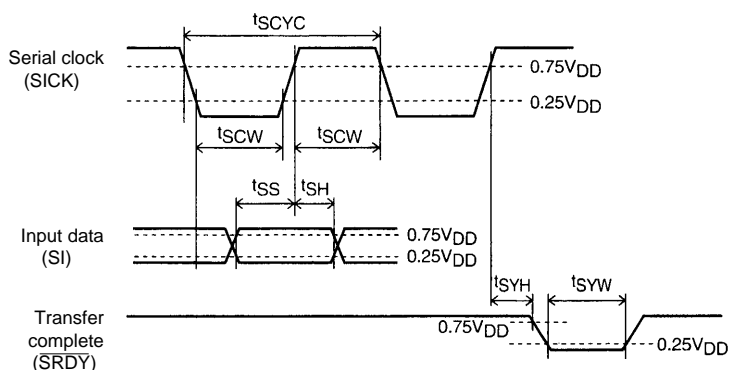 tSCYC
Serial clock
(SICK)
0.75VDD
0.25VDD
tSCW
tSCW
tSS
tSH
Input data
(SI)
0.75VDD
0.25VDD
tSYH
tSYW
Transfer
complete
(SRDY)
0.75VDD
0.25VDD